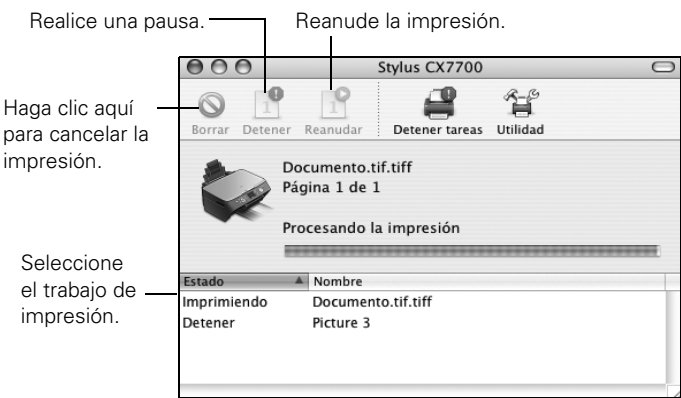 Realice una pausa.
Reanude la impresión.
Stylus CX7700
Haga clic aquí
para cancelar la
impresión.
Borrar
Detener
Reanudar
Detener tareas
Utilidad
Documento.tif.tiff
Página 1 de 1
Procesando la impresión
Seleccione
el trabajo de
impresión.
Estado
Nombre
Imprimiendo
Documento.tif.tiff
Detener
Picture 3